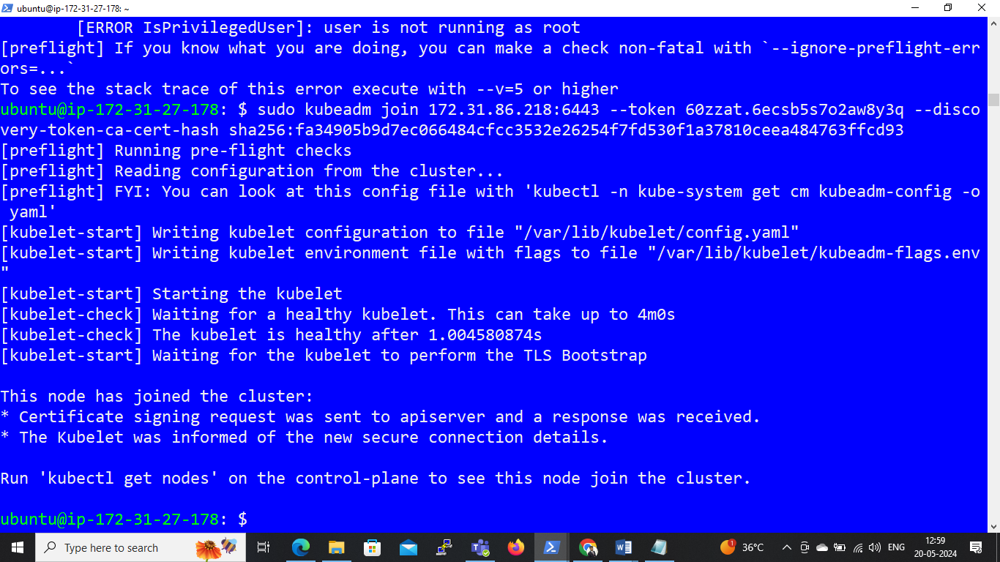 ubuntu@ip-172-31-27-178: ~
[ERROR IsPrivilegedUser]: user is not running as root
[preflight] If you know what you are doing, you can make a check non-fatal with `--ignore-preflight-err
ors=...`
To see the stack trace of this error execute with --v=5 or higher
ubuntu@ip-172-31-27-178: $ sudo kubeadm join 172.31.86.218:6443 --token 60zzat.6ecsb5s7o2aw8y3q --disco
very-token-ca-cert-hash sha256:fa34905b9d7ec066484cfcc3532e26254f7fd530f1a37810ceea484763ffcd93
[preflight] Running pre-flight checks
[preflight] Reading configuration from the cluster...
[preflight] FYI: You can look at this config file with 'kubectl -n kube-system get cm kubeadm-config -o
 yaml'
[kubelet-start] Writing kubelet configuration to file "/var/lib/kubelet/config.yaml"
[kubelet-start] Writing kubelet environment file with flags to file "/var/lib/kubelet/kubeadm-flags.env
"
[kubelet-start] Starting the kubelet
[kubelet-check] Waiting for a healthy kubelet. This can take up to 4m0s
[kubelet-check] The kubelet is healthy after 1.004580874s
[kubelet-start] Waiting for the kubelet to perform the TLS Bootstrap
This node has joined the cluster:
* Certificate signing request was sent to apiserver and a response was received.
* The Kubelet was informed of the new secure connection details.
Run 'kubectl get nodes' on the control-plane to see this node join the cluster.
ubuntu@ip-172-31-27-178: $
Type here to search
1
36°C
ENG
12:59
20-05-2024